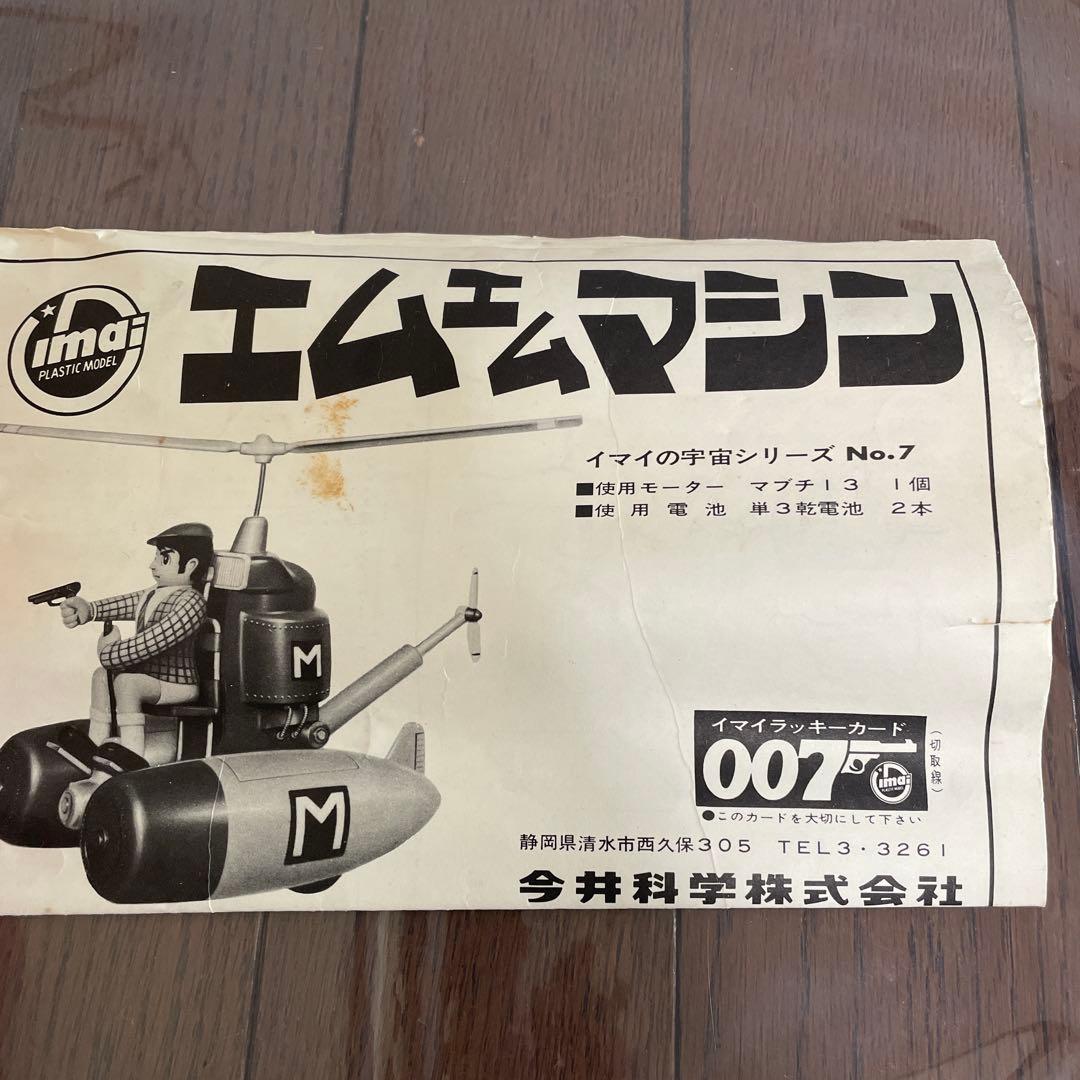 imai
PLASTIC MODEL
エムエムマシン
イマイの宇宙シリーズ No.7
■使用モーター マブチ13 1個
■使用電池 単3乾電池 2本
M
M
イマイラッキーカード
007
imai
PLASTIC MODEL
(切取線)
●このカードを大切にして下さい
静岡県清水市西久保305 TEL3・3261
今井科学株式会社